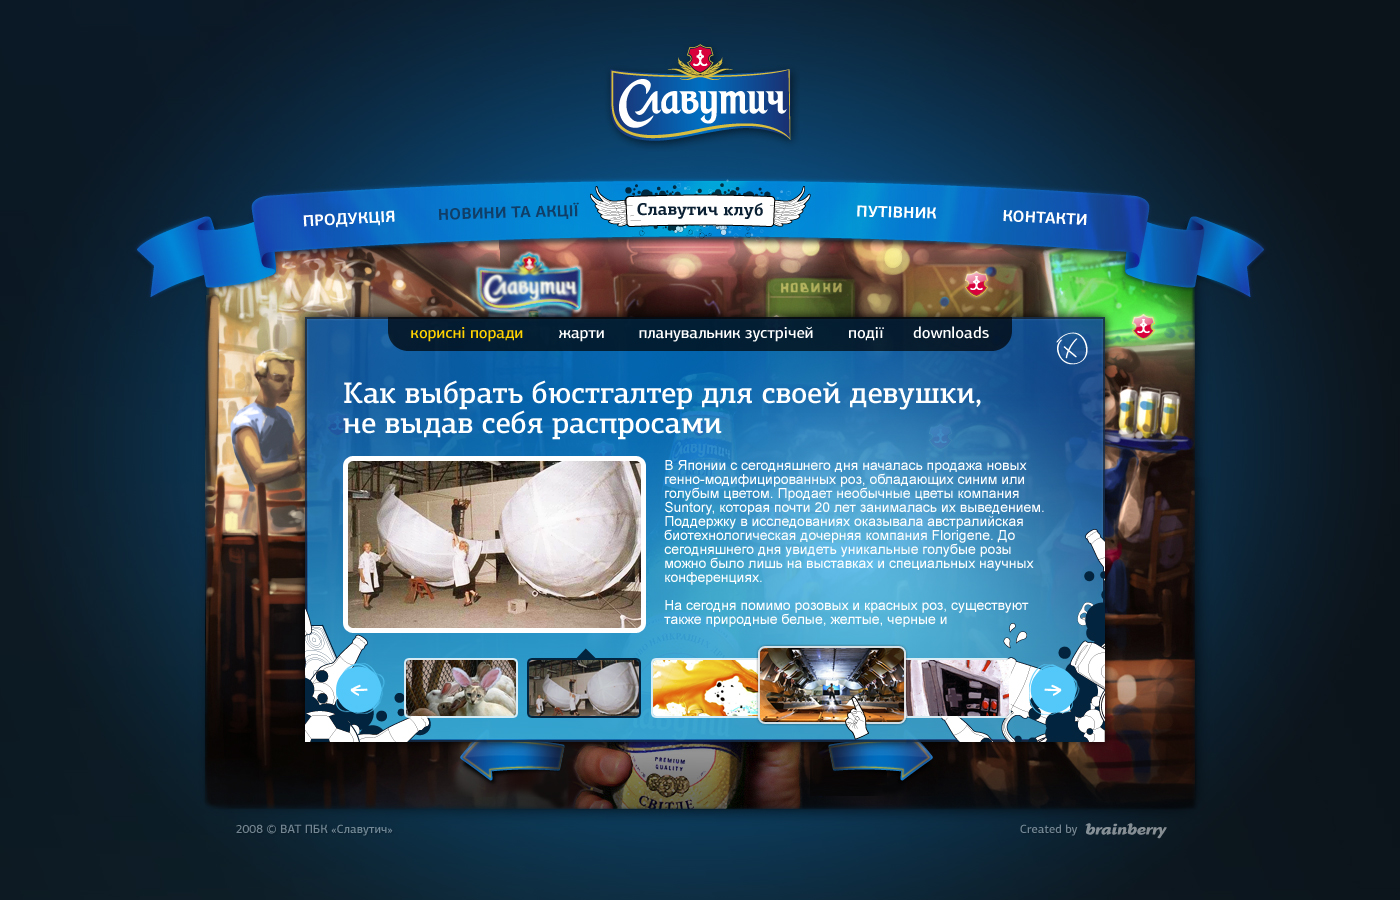 Славутич
ПРОДУКЦІЯ
НОВИНИ ТА АКЦІЇ
Славутич клуб
ПУТІВНИК
КОНТАКТИ
Славутич
НОВИНИ
корисні поради
жарти
планувальник зустрічей
події
downloads
Как выбрать бюстгалтер для своей девушки,
не выдав себя распросами
В Японии с сегодняшнего дня началась продажа новых
генно-модифицированных роз, обладающих синим или
голубым цветом. Продает необычные цветы компания
Suntory, которая почти 20 лет занималась их выведением.
Поддержку в исследованиях оказывала австралийская
биотехнологическая дочерняя компания Florigene. До
сегодняшнего дня увидеть уникальные голубые розы
можно было лишь на выставках и специальных научных
конференциях.
На сегодня помимо розовых и красных роз, существуют
также природные белые, желтые, черные и
PREMIUM
QUALITY
СВІТЛЕ
2008 © ВАТ ПБК «Славутич»
Created by brainberry